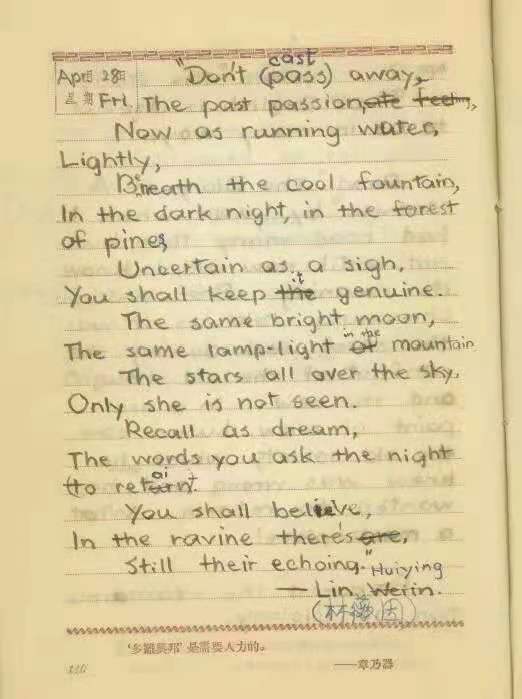 cast
April 28日 "Don't (pass) away,
星期 Fri. The past passion, ate feeling,
Now as running water,
Lightly,
Beneath the cool fountain,
In the dark night, in the forest
of pines,
Uncertain as a sigh,
it
You shall keep the genuine.
The same bright moon,
in the
The same lamp-light of mountain
The stars all over the sky,
Only she is not seen.
Recall as dream,
The words you ask the night
ai
(to return.
You shall believe,
In the ravine there's are,
Still their echoing."
Huiying
— Lin Weiin.
(林徽因)
'多难兴邦'是需要人力的。
——章乃器